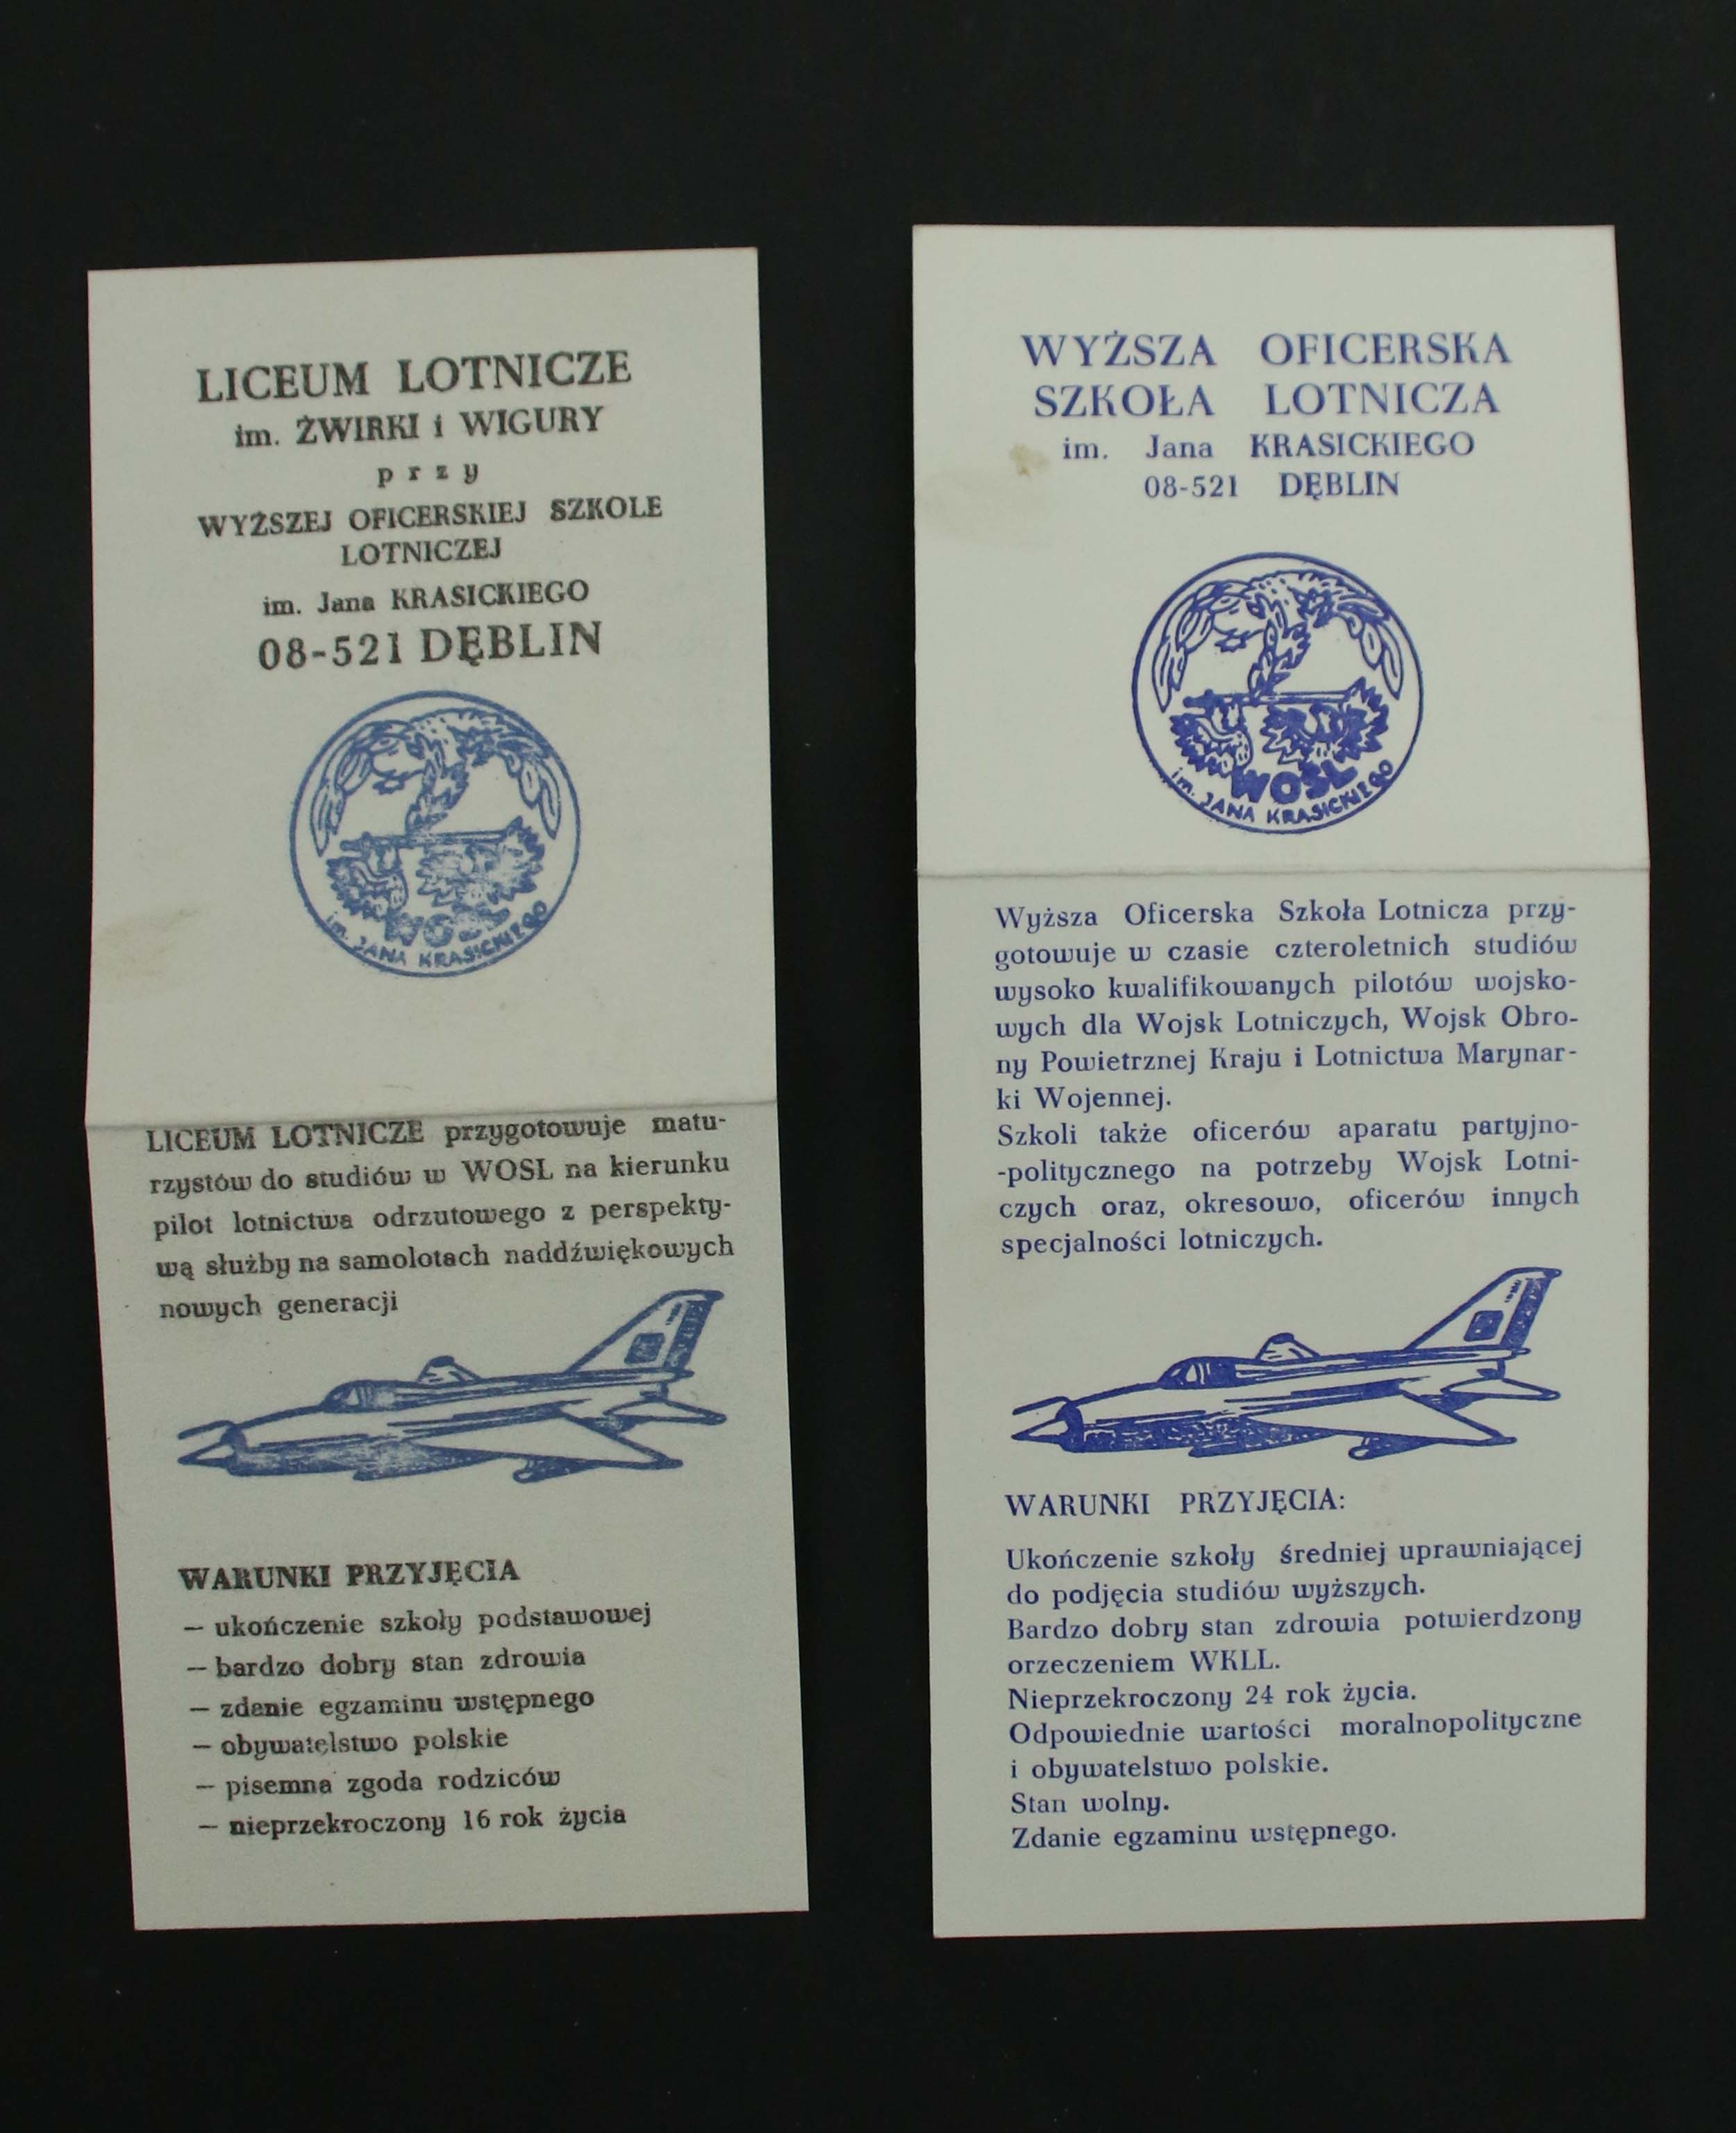 LICEUM LOTNICZE
im. ŻWIRKI i WIGURY
przy
WYŻSZEJ OFICERSKIEJ SZKOLE
LOTNICZEJ
im. Jana KRASICKIEGO
08-521 DĘBLIN
WOSL
im. JANA KRASICKIEGO
LICEUM LOTNICZE przygotowuje matu-
rzystów do studiów w WOSL na kierunku
pilot lotnictwa odrzutowego z perspekty-
wą służby na samolotach naddźwiękowych
nowych generacji
WARUNKI PRZYJĘCIA
— ukończenie szkoły podstawowej
— bardzo dobry stan zdrowia
— zdanie egzaminu wstępnego
— obywatelstwo polskie
— pisemna zgoda rodziców
— nieprzekroczony 16 rok życia
WYŻSZA OFICERSKA
SZKOŁA LOTNICZA
im. Jana KRASICKIEGO
08-521 DĘBLIN
WOSL
im. JANA KRASICKIEGO
Wyższa Oficerska Szkoła Lotnicza przy-
gotowuje w czasie czteroletnich studiów
wysoko kwalifikowanych pilotów wojsko-
wych dla Wojsk Lotniczych, Wojsk Obro-
ny Powietrznej Kraju i Lotnictwa Marynar-
ki Wojennej.
Szkoli także oficerów aparatu partyjno-
-politycznego na potrzeby Wojsk Lotni-
czych oraz, okresowo, oficerów innych
specjalności lotniczych.
WARUNKI PRZYJĘCIA:
Ukończenie szkoły średniej uprawniającej
do podjęcia studiów wyższych.
Bardzo dobry stan zdrowia potwierdzony
orzeczeniem WKLL.
Nieprzekroczony 24 rok życia.
Odpowiednie wartości moralnopolityczne
i obywatelstwo polskie.
Stan wolny.
Zdanie egzaminu wstępnego.